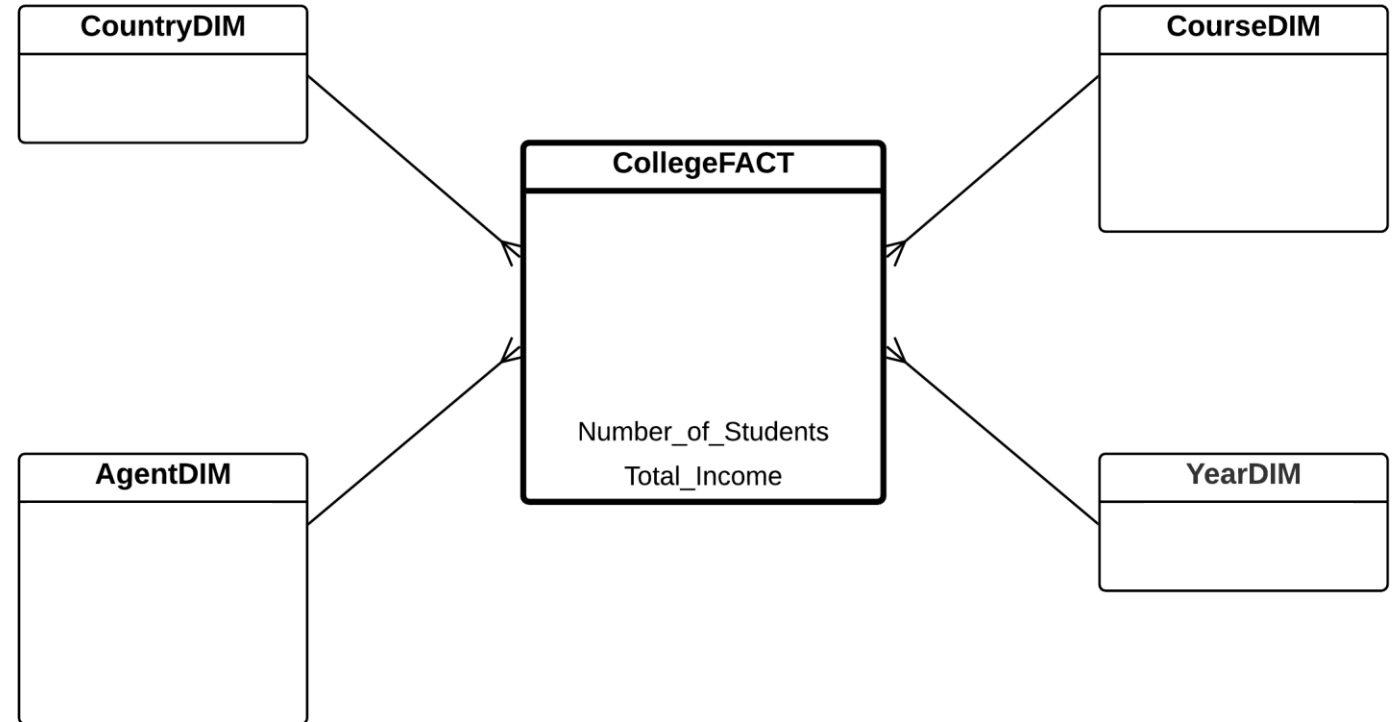 CountryDIM
CourseDIM
CollegeFACT
Number_of_Students
Total_Income
AgentDIM
YearDIM